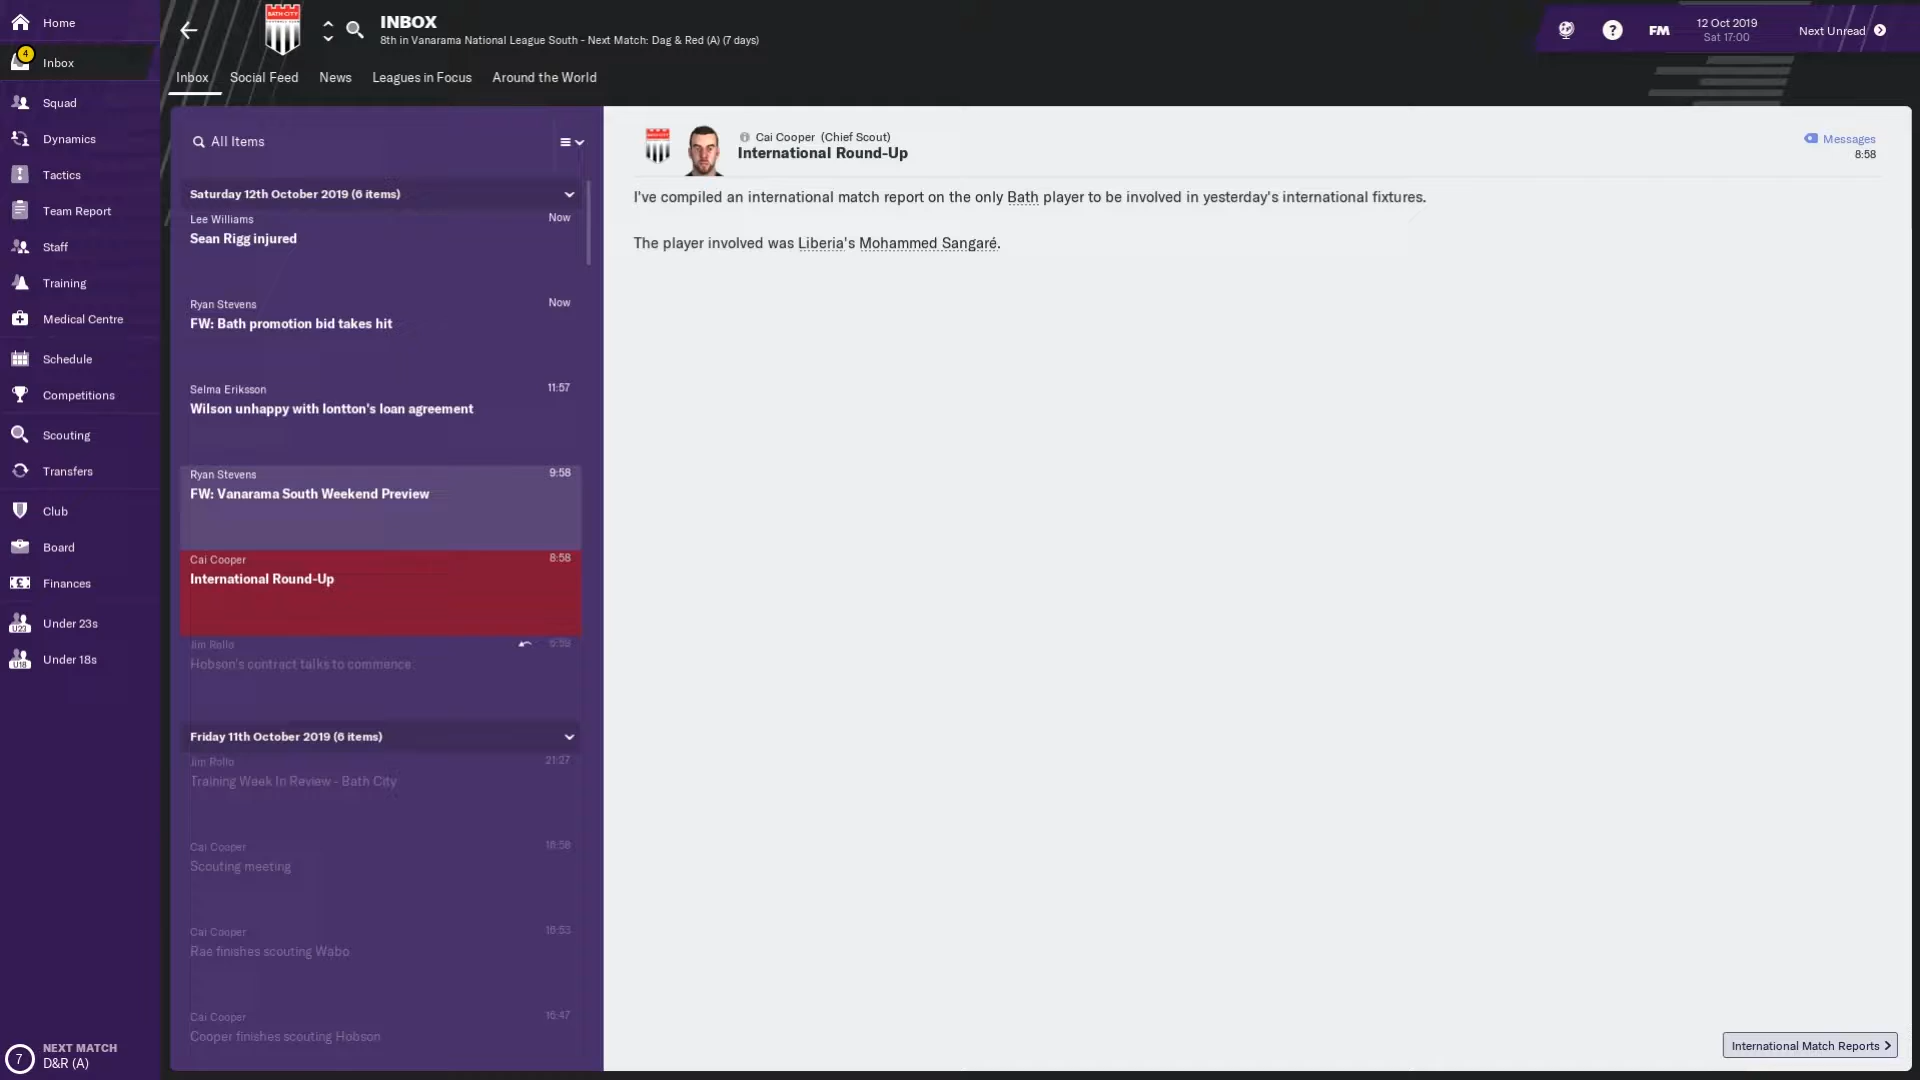 Home
INBOX
8th in Vanarama National League South - Next Match: Dag & Red (A) (7 days)
BATH CITY
FM
12 Oct 2019
Sat 17:00
Next Unread
4
Inbox
Inbox
Social Feed
News
Leagues in Focus
Around the World
Squad
Dynamics
Tactics
Team Report
Staff
Training
Medical Centre
Schedule
Competitions
Scouting
Transfers
Club
Board
Finances
Under 23s
U23
Under 18s
U18
7
NEXT MATCH
D&R (A)
All Items
Saturday 12th October 2019 (6 items)
Lee Williams
Now
Sean Rigg injured
Ryan Stevens
Now
FW: Bath promotion bid takes hit
Selma Eriksson
11:57
Wilson unhappy with Iontton's loan agreement
Ryan Stevens
9:58
FW: Vanarama South Weekend Preview
Cai Cooper
8:58
International Round-Up
Jim Rollo
Hobson's contract talks to commence
Friday 11th October 2019 (6 items)
Jim Rollo
21:27
Training Week In Review - Bath City
Cai Cooper
Scouting meeting
Cai Cooper
16:53
Rae finishes scouting Wabo
Cai Cooper
16:47
Cooper finishes scouting Hobson
Cai Cooper (Chief Scout)
International Round-Up
Messages
8:58
I've compiled an international match report on the only Bath player to be involved in yesterday's international fixtures.
The player involved was Liberia's Mohammed Sangaré.
International Match Reports